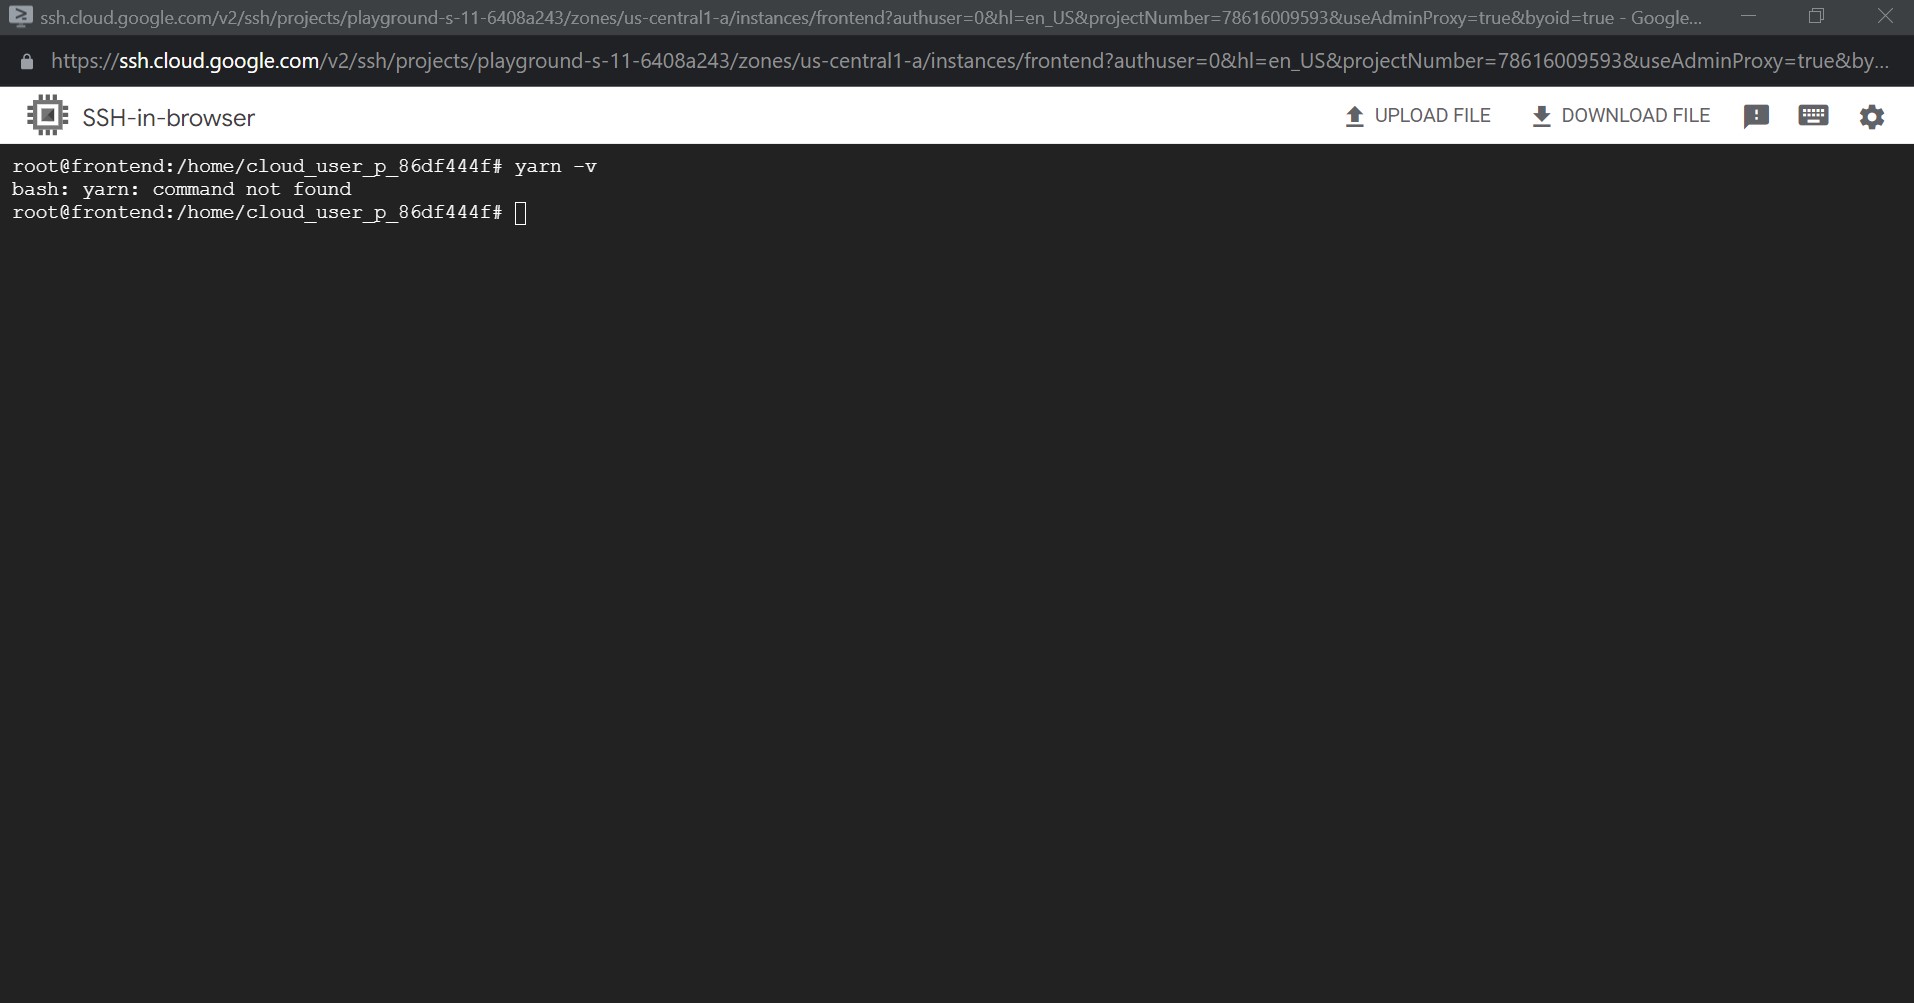 ssh.cloud.google.com/v2/ssh/projects/playground-s-11-6408a243/zones/us-central1-a/instances/frontend?authuser=0&hl=en_US&projectNumber=78616009593&useAdminProxy=true&byoid=true - Google...
https://ssh.cloud.google.com/v2/ssh/projects/playground-s-11-6408a243/zones/us-central1-a/instances/frontend?authuser=0&hl=en_US&projectNumber=78616009593&useAdminProxy=true&by...
SSH-in-browser UPLOAD FILE DOWNLOAD FILE
root@frontend:/home/cloud_user_p_86df444f# yarn -v
bash: yarn: command not found
root@frontend:/home/cloud_user_p_86df444f#